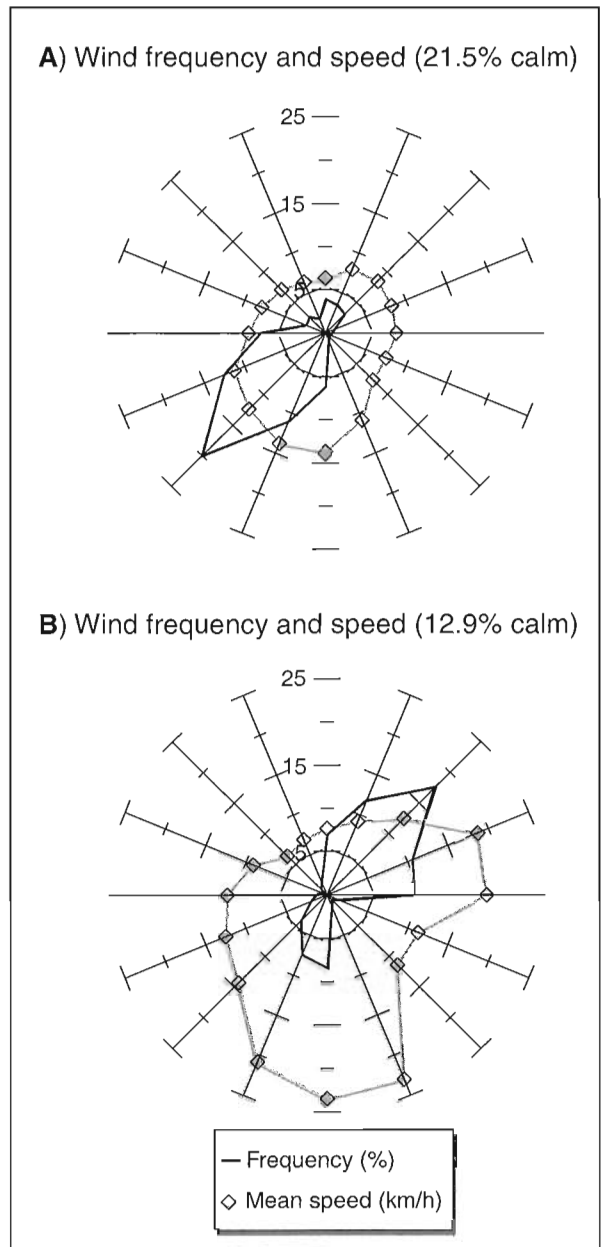 A) Wind frequency and speed (21.5% calm)
25
15
5
B) Wind frequency and speed (12.9% calm)
25
15
5
Frequency (%)
Mean speed (km/h)